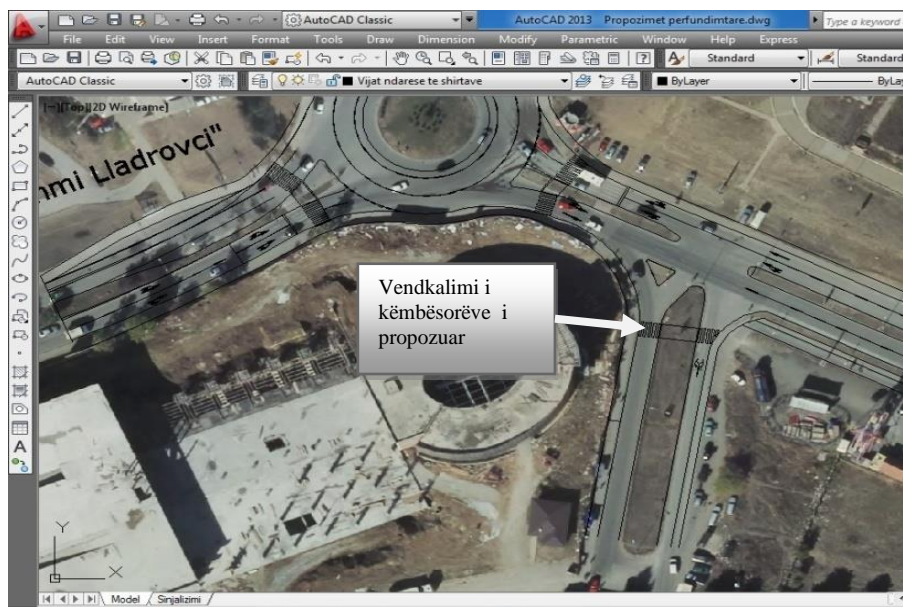 AutoCAD Classic
AutoCAD 2013 Propozimet perfundimtare.dwg
Type a keyword
File Edit View Insert Format Tools Draw Dimension Modify Parametric Window Help Express
Standard
Standard
AutoCAD Classic
Vijat ndarese te shirtave
ByLayer
ByLay
[-][Top][2D Wireframe]
mi Lladrovci"
Vendkalimi i
këmbësorëve i
propozuar
Y
X
Model Sinjalizimi